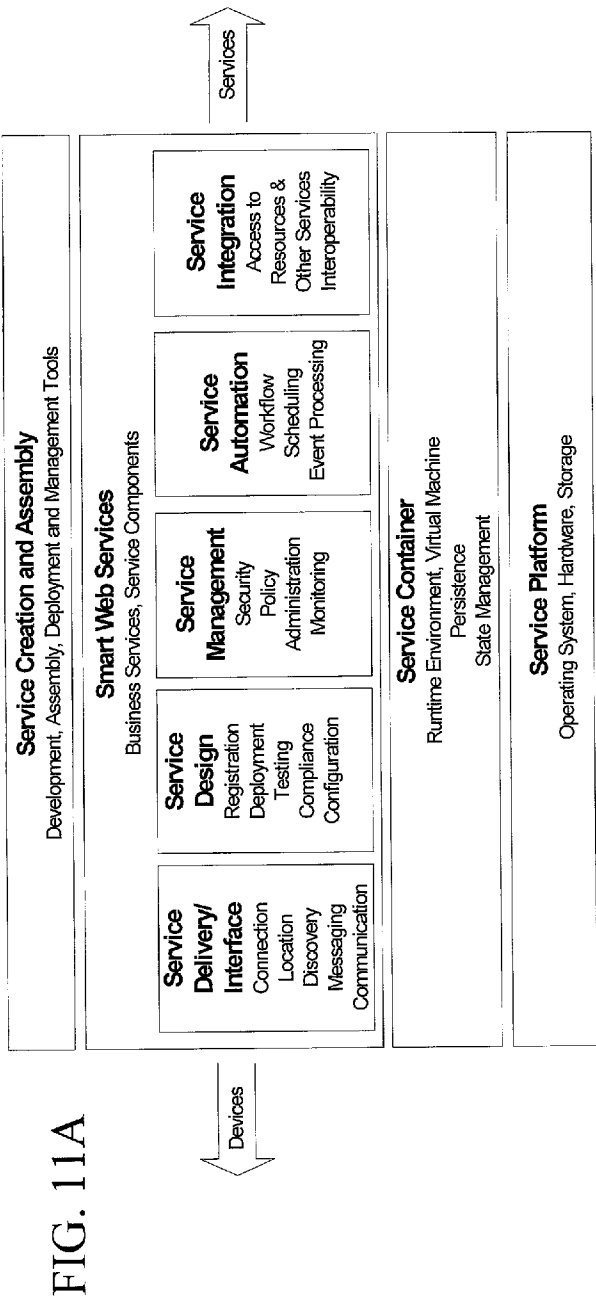 FIG. 11A
Service Creation and Assembly
Development, Assembly, Deployment and Management Tools
Smart Web Services
Business Services, Service Components
Devices
Service
Delivery/
Interface
Connection
Location
Discovery
Messaging
Communication
Service
Design
Registration
Deployment
Testing
Compliance
Configuration
Service
Management
Security
Policy
Administration
Monitoring
Service
Automation
Workflow
Scheduling
Event Processing
Service
Integration
Access to
Resources &
Other Services
Interoperability
Services
Service Container
Runtime Environment, Virtual Machine
Persistence
State Management
Service Platform
Operating System, Hardware, Storage